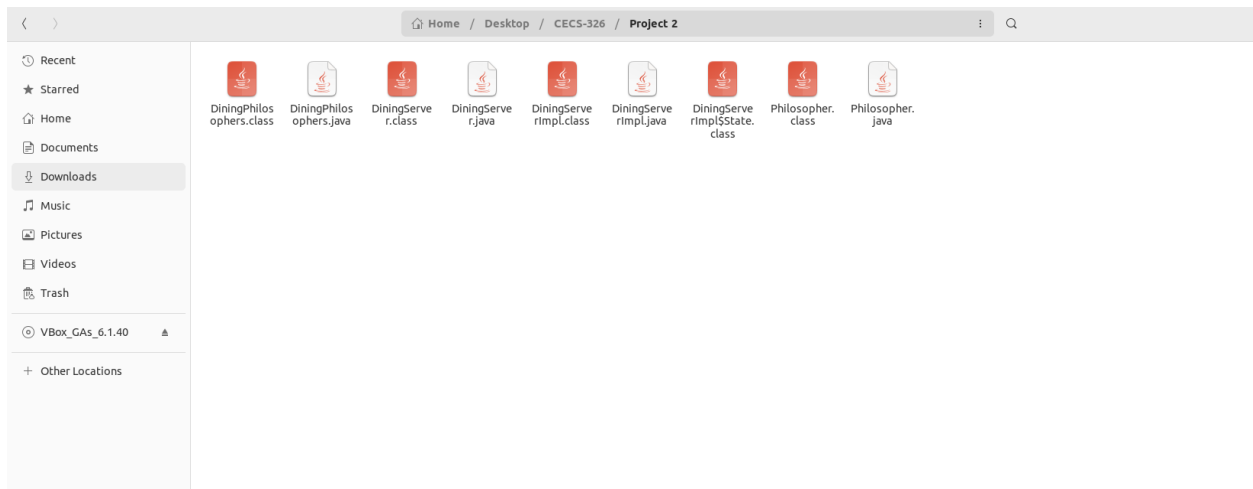 Home / Desktop / CECS-326 / Project 2
Recent
Starred
Home
Documents
Downloads
Music
Pictures
Videos
Trash
VBox_GAs_6.1.40
Other Locations
DiningPhilos
ophers.class
DiningPhilos
ophers.java
DiningServe
r.class
DiningServe
r.java
DiningServe
rImpl.class
DiningServe
rImpl.java
DiningServe
rImpl$State.
class
Philosopher.
class
Philosopher.
java